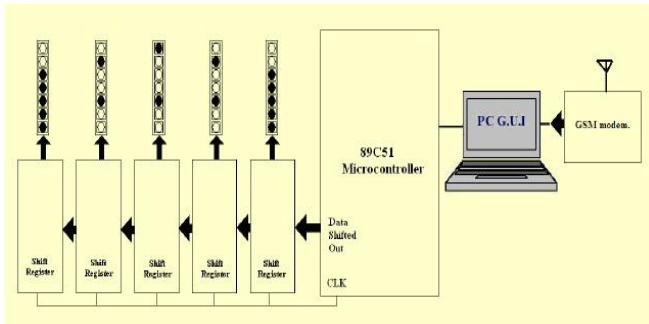 89C51
Microcontroller
PC G.U.I
GSM modem.
Data
Shifted
Out
CLK
Shift
Register
Shift
Register
Shift
Register
Shift
Register
Shift
Register